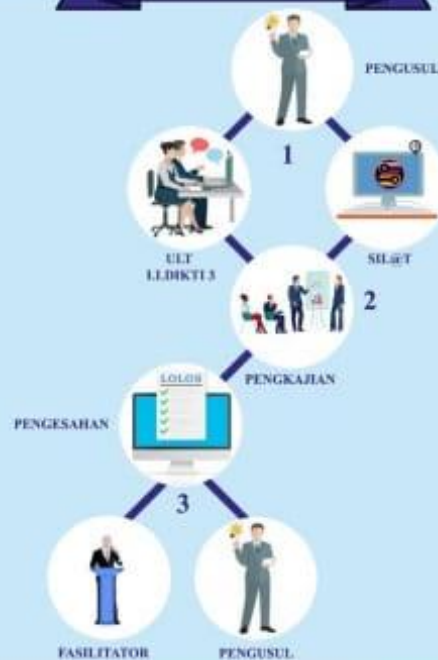 PENGUSUL
1
ULT
LLDIKTI 3
SIL@T
2
PENGKAJIAN
LOLOS
PENGESAHAN
3
FASILITATOR
PENGUSUL